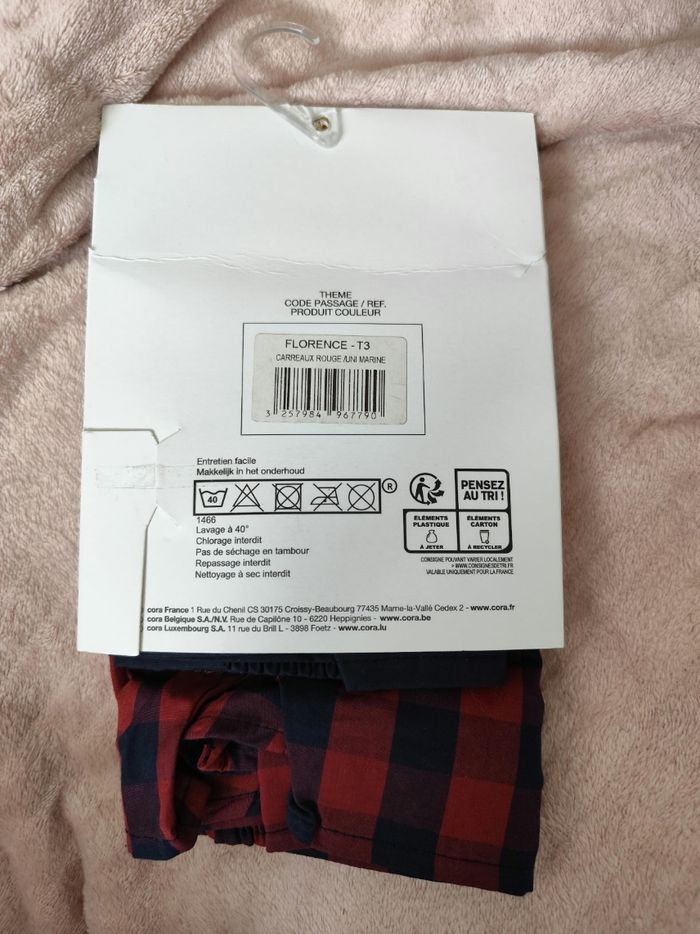 THEME
CODE PASSAGE / REF.
PRODUIT COULEUR
FLORENCE - T3
CARREAUX ROUGE /UNI MARINE
3 257984 967790
Entretien facile
Makkelijk in het onderhoud
40 ®
1466
Lavage à 40°
Chlorage interdit
Pas de séchage en tambour
Repassage interdit
Nettoyage à sec interdit
PENSEZ
AU TRI !
ÉLÉMENTS
PLASTIQUE
À JETER
ÉLÉMENTS
CARTON
À RECYCLER
CONSIGNE POUVANT VARIER LOCALEMENT
> WWW.CONSIGNESDETRI.FR
VALABLE UNIQUEMENT POUR LA FRANCE
cora France 1 Rue du Chenil CS 30175 Croissy-Beaubourg 77435 Marne-la-Vallé Cedex 2 - www.cora.fr
cora Belgique S.A./N.V. Rue de Capilône 10 - 6220 Heppignies - www.cora.be
cora Luxembourg S.A. 11 rue du Bril L - 3898 Foetz - www.cora.lu